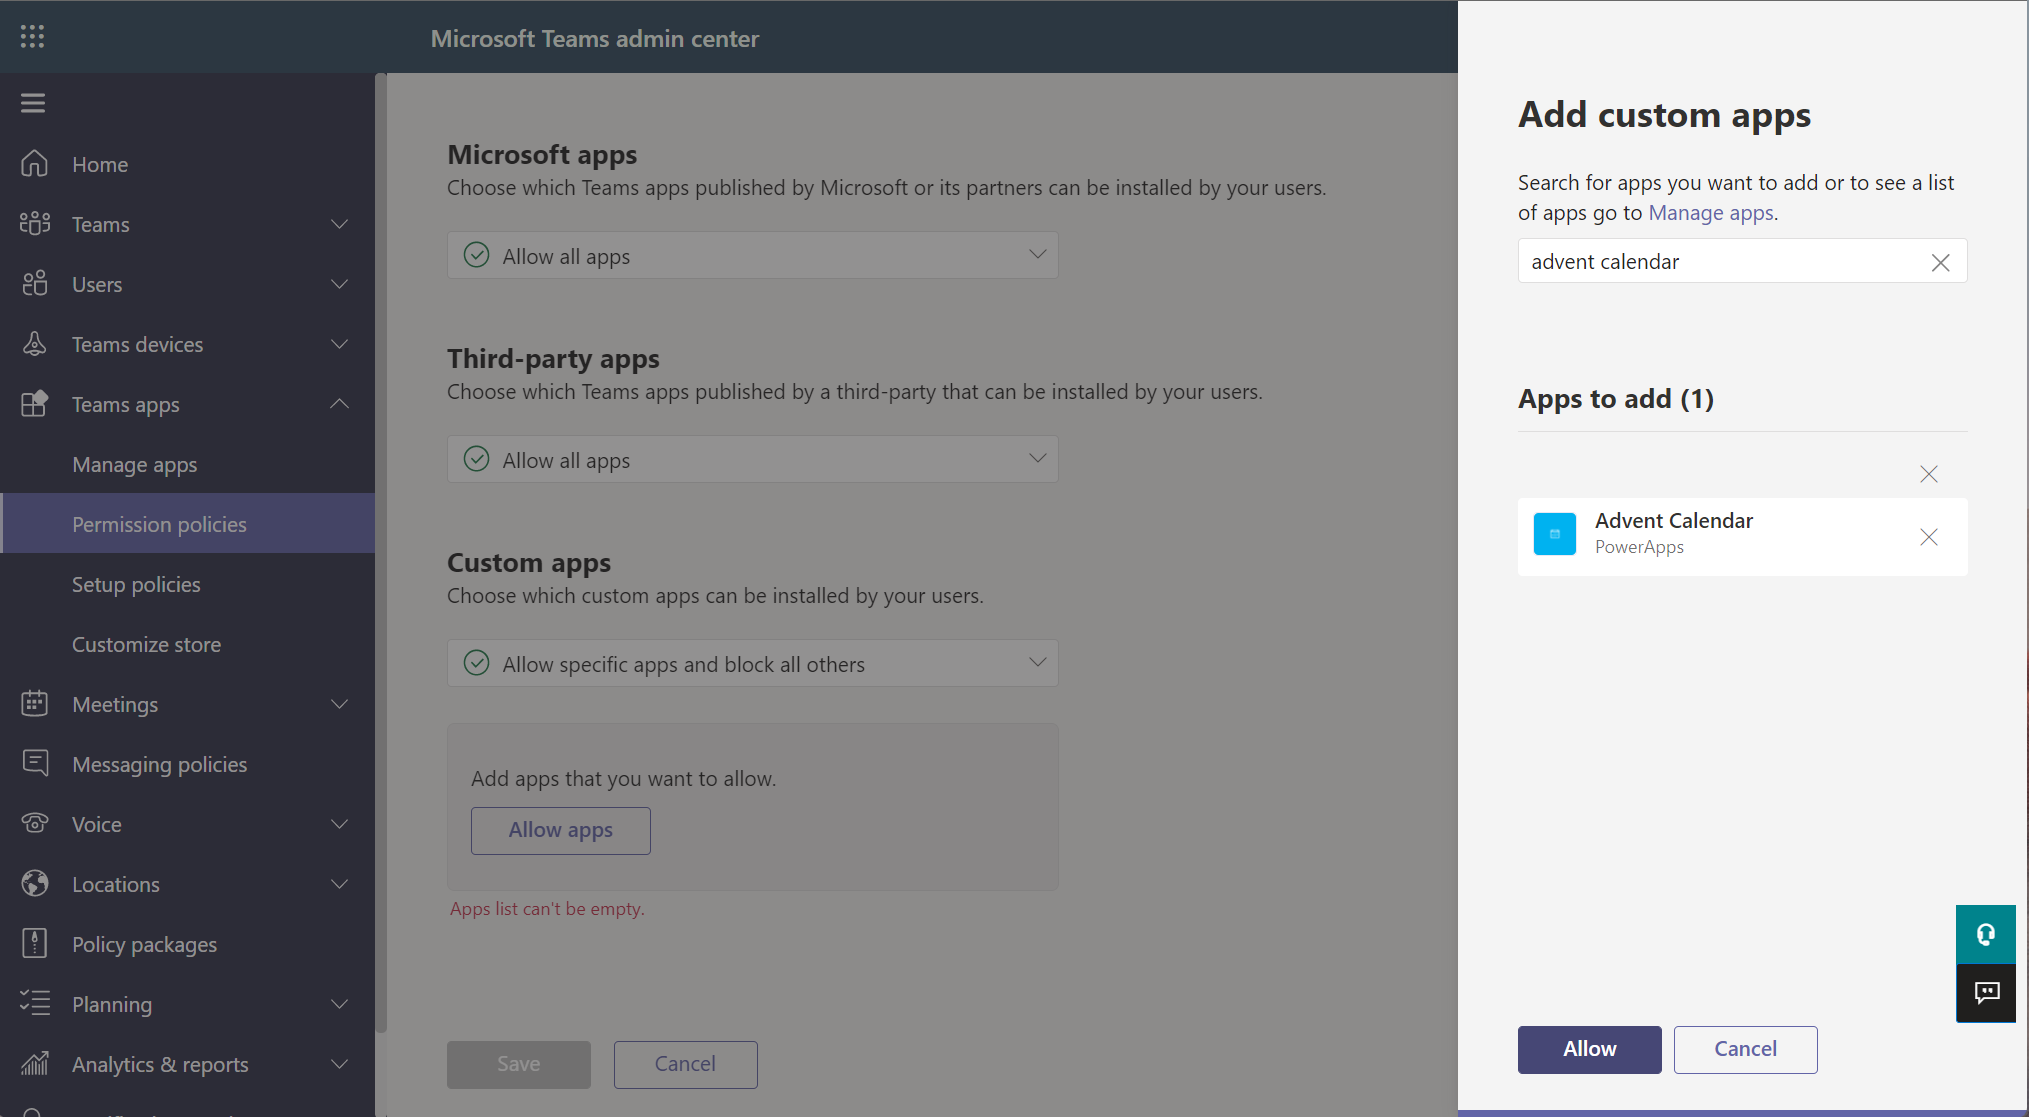 Microsoft Teams admin center
Home
Teams
Users
Teams devices
Teams apps
Manage apps
Permission policies
Setup policies
Customize store
Meetings
Messaging policies
Voice
Locations
Policy packages
Planning
Analytics & reports
Microsoft apps
Choose which Teams apps published by Microsoft or its partners can be installed by your users.
Allow all apps
Third-party apps
Choose which Teams apps published by a third-party that can be installed by your users.
Allow all apps
Custom apps
Choose which custom apps can be installed by your users.
Allow specific apps and block all others
Add apps that you want to allow.
Allow apps
Apps list can't be empty.
Save
Cancel
Add custom apps
Search for apps you want to add or to see a list
of apps go to Manage apps.
advent calendar
Apps to add (1)
Advent Calendar
PowerApps
Allow
Cancel